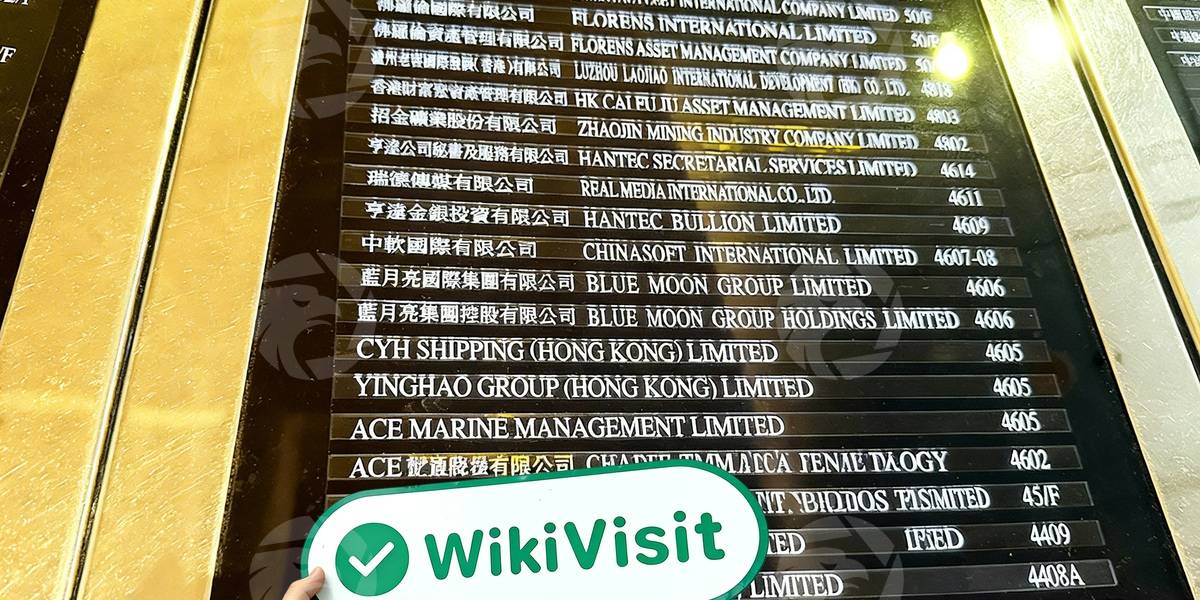 佛羅倫國際有限公司 FLORENS INTERNATIONAL COMPANY LIMITED 50/F
FLORENS INTERNATIONAL LIMITED 50/F
佛羅倫資產管理有限公司 FLORENS ASSET MANAGEMENT COMPANY LIMITED
LUZHOU LAOJIAO INTERNATIONAL DEVELOPMENT (HK) CO. LTD. 4818
香港財富聚資產管理有限公司 HK CAI FU JU ASSET MANAGEMENT LIMITED 4803
招金礦業股份有限公司 ZHAOJIN MINING INDUSTRY COMPANY LIMITED 4802
亨達公司秘書及服務有限公司 HANTEC SECRETARIAL SERVICES LIMITED 4614
瑞德傳媒有限公司 REAL MEDIA INTERNATIONAL CO., LTD. 4611
亨達金銀投資有限公司 HANTEC BULLION LIMITED 4609
中軟國際有限公司 CHINASOFT INTERNATIONAL LIMITED 4607-08
藍月亮國際集團有限公司 BLUE MOON GROUP LIMITED 4606
藍月亮集團控股有限公司 BLUE MOON GROUP HOLDINGS LIMITED 4606
CYH SHIPPING (HONG KONG) LIMITED 4605
YINGHAO GROUP (HONG KONG) LIMITED 4605
ACE MARINE MANAGEMENT LIMITED 4605
ACE 有限公司 4602
45/F
4409
LIMITED 4408A
WikiVisit